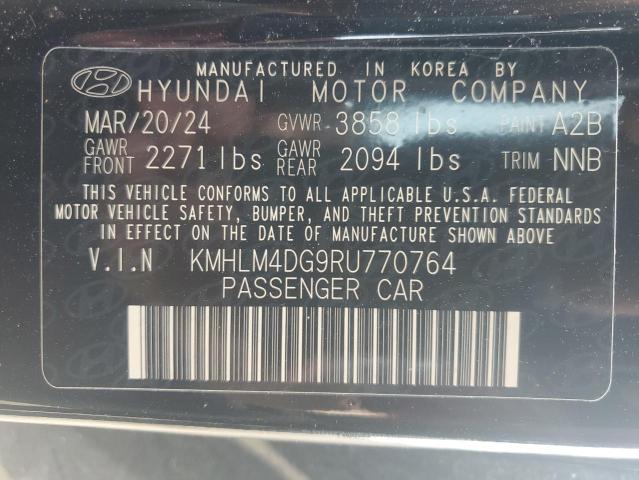 MANUFACTURED IN KOREA BY
HYUNDAI MOTOR COMPANY
MAR/20/24 GVWR 3858 lbs PAINT A2B
GAWR FRONT 2271 lbs GAWR REAR 2094 lbs TRIM NNB
THIS VEHICLE CONFORMS TO ALL APPLICABLE U.S.A. FEDERAL
MOTOR VEHICLE SAFETY, BUMPER, AND THEFT PREVENTION STANDARDS
IN EFFECT ON THE DATE OF MANUFACTURE SHOWN ABOVE.
V.I.N KMHLM4DG9RU770764
PASSENGER CAR